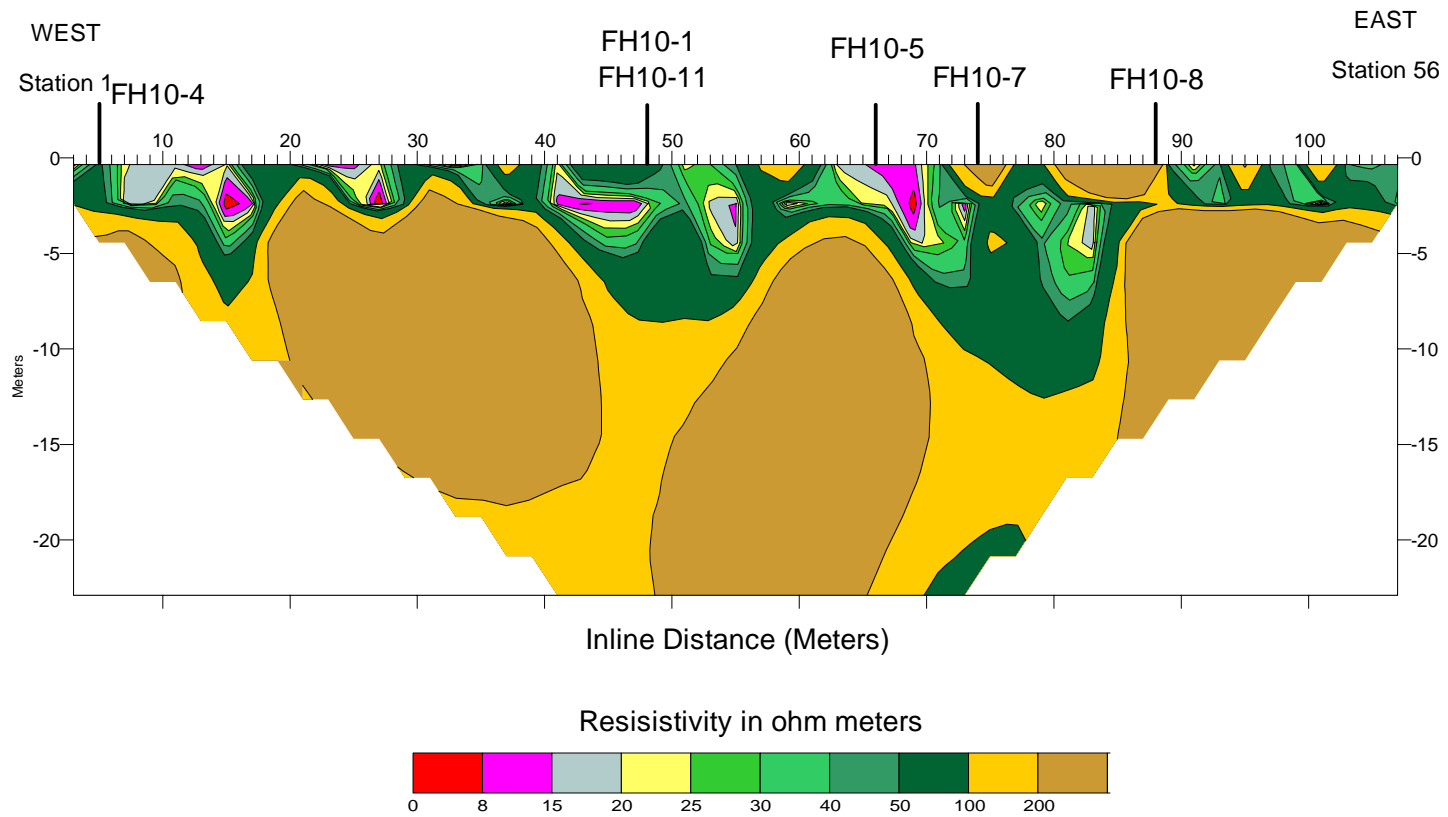 WEST
EAST
FH10-1
FH10-5
Station 1
FH10-4
FH10-11
FH10-7
FH10-8
Station 56
10 20 30 40 50 60 70 80 90 100
0 0
-5 -5
-10 -10
-15 -15
-20 -20
Meters
Inline Distance (Meters)
Resisistivity in ohm meters
0 8 15 20 25 30 40 50 100 200